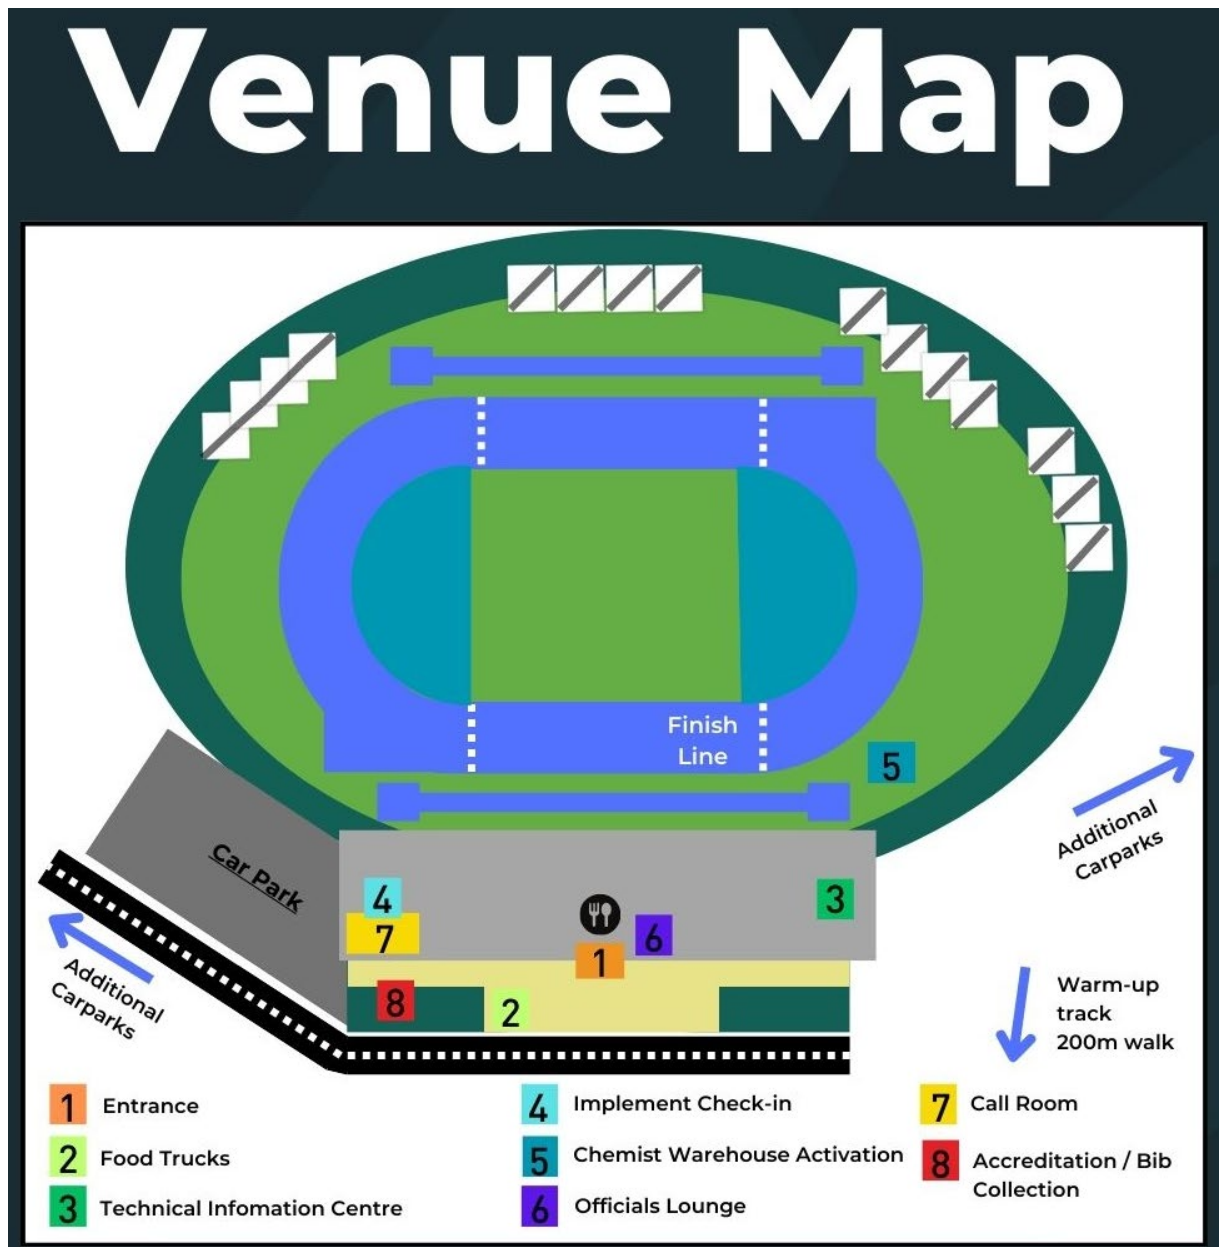 Venue Map
Finish
Line
5
Additional
Carparks
Car Park
4
3
7
6
1
8
2
Additional
Carparks
Warm-up
track
200m walk
1 Entrance
2 Food Trucks
3 Technical Infomation Centre
4 Implement Check-in
5 Chemist Warehouse Activation
6 Officials Lounge
7 Call Room
8 Accreditation / Bib
Collection